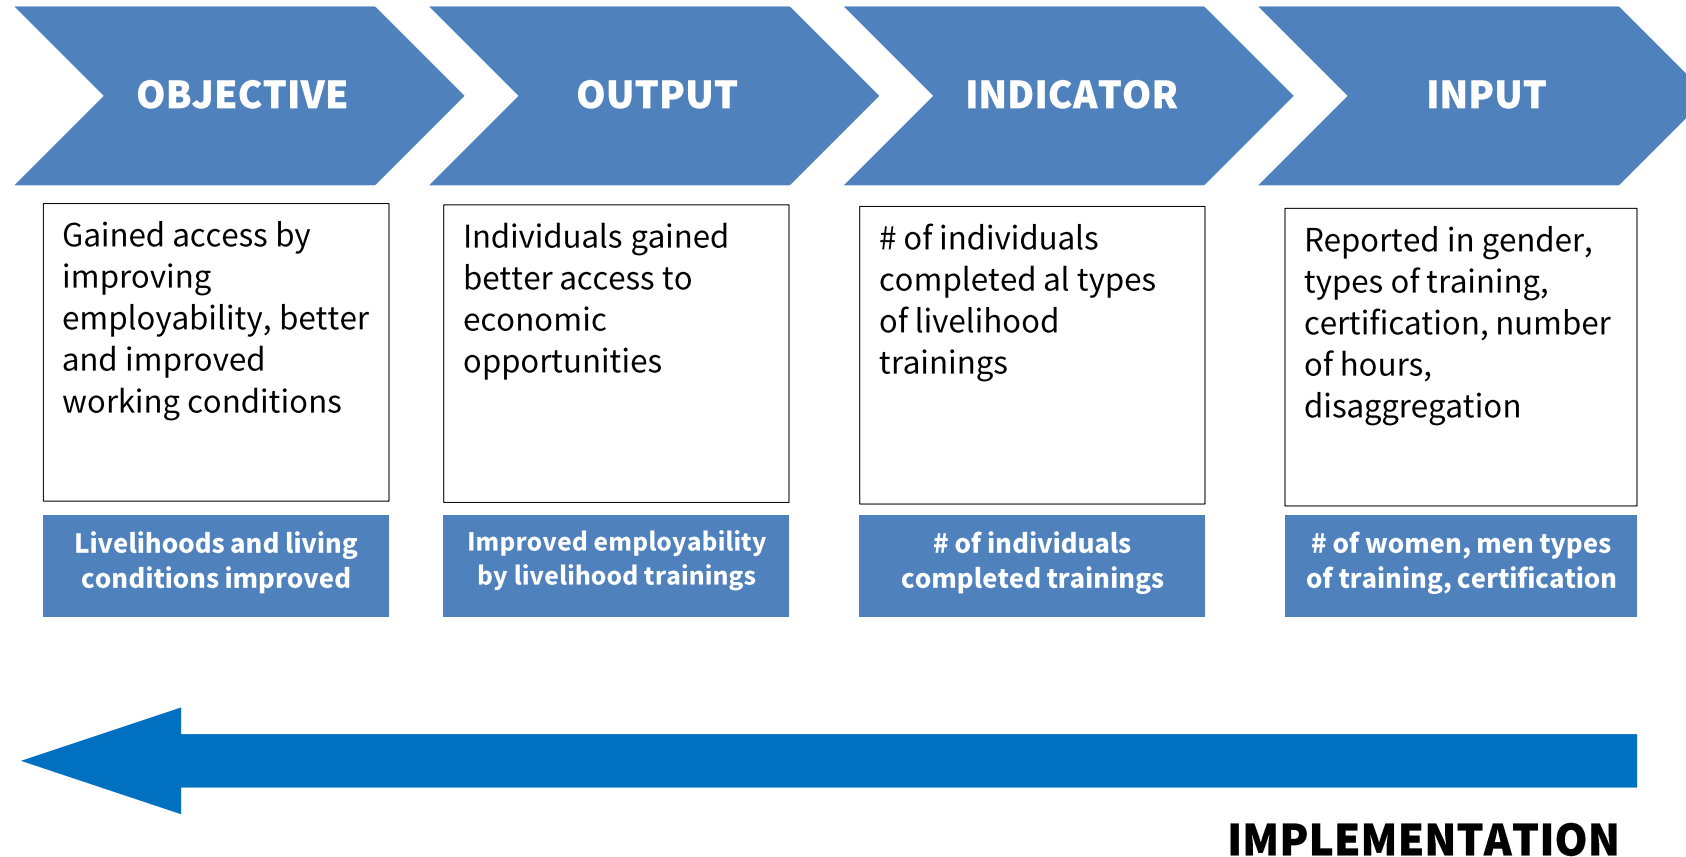 OBJECTIVE
OUTPUT
INDICATOR
INPUT
Gained access by
improving
employability, better
and improved
working conditions
Individuals gained
better access to
economic
opportunities
# of individuals
completed al types
of livelihood
trainings
Reported in gender,
types of training,
certification, number
of hours,
disaggregation
Livelihoods and living
conditions improved
Improved employability
by livelihood trainings
# of individuals
completed trainings
# of women, men types
of training, certification
IMPLEMENTATION